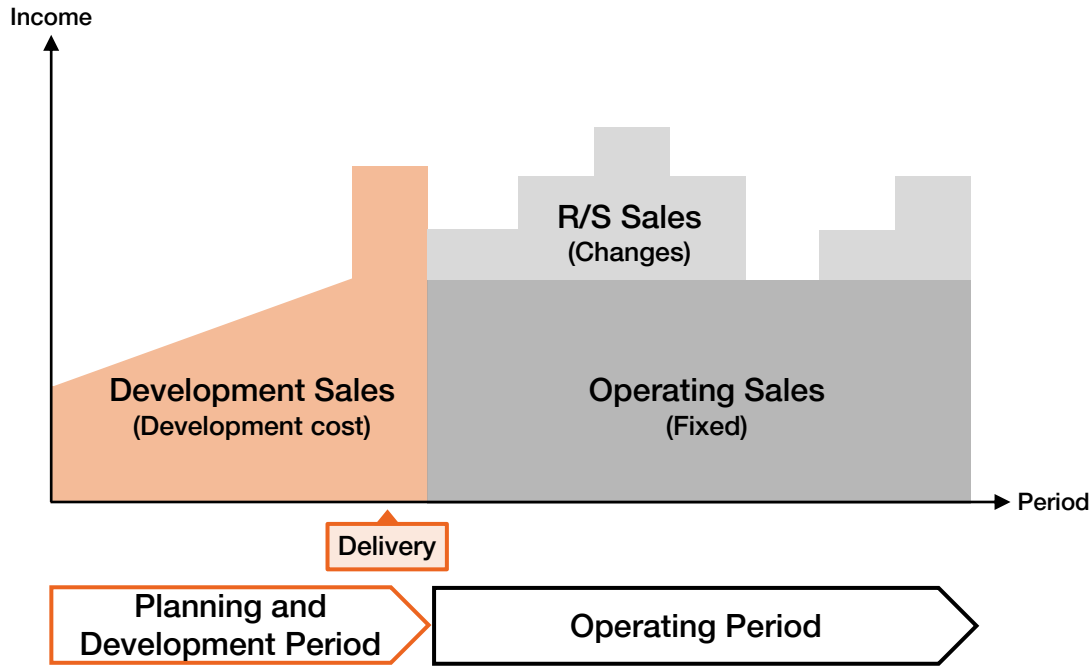 Income
R/S Sales
(Changes)
Development Sales
(Development cost)
Operating Sales
(Fixed)
Period
Delivery
Planning and
Development Period
Operating Period